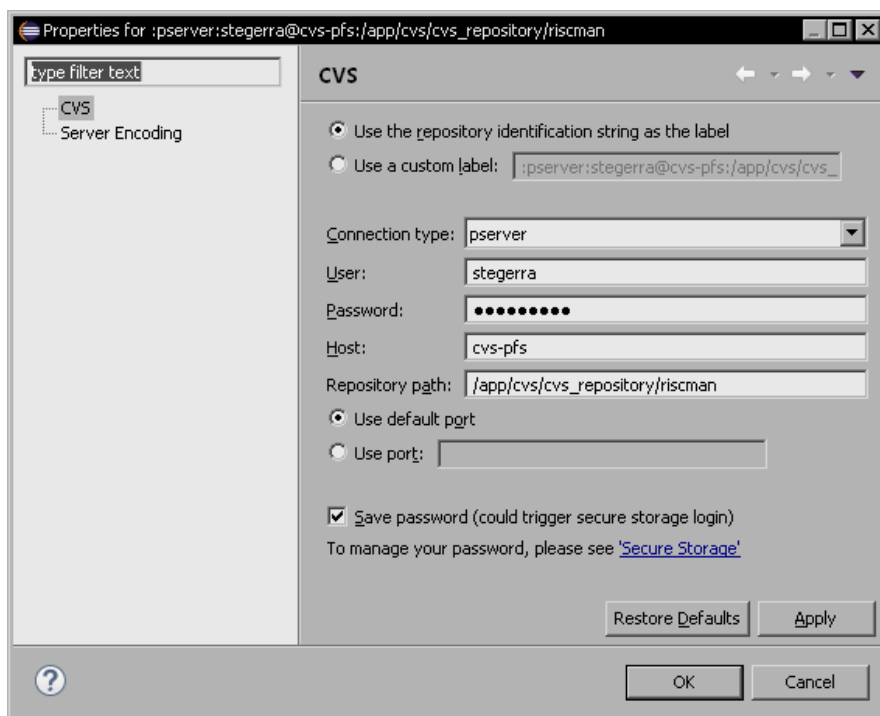 Properties for :pserver:stegerra@cvs-pfs:/app/cvs/cvs_repository/riscman
type filter text
CVS
Server Encoding
CVS
Use the repository identification string as the label
Use a custom label: :pserver:stegerra@cvs-pfs:/app/cvs/cvs_
Connection type: pserver
User: stegerra
Password: ●●●●●●●●●
Host: cvs-pfs
Repository path: /app/cvs/cvs_repository/riscman
Use default port
Use port:
Save password (could trigger secure storage login)
To manage your password, please see 'Secure Storage'
Restore Defaults Apply
? OK Cancel